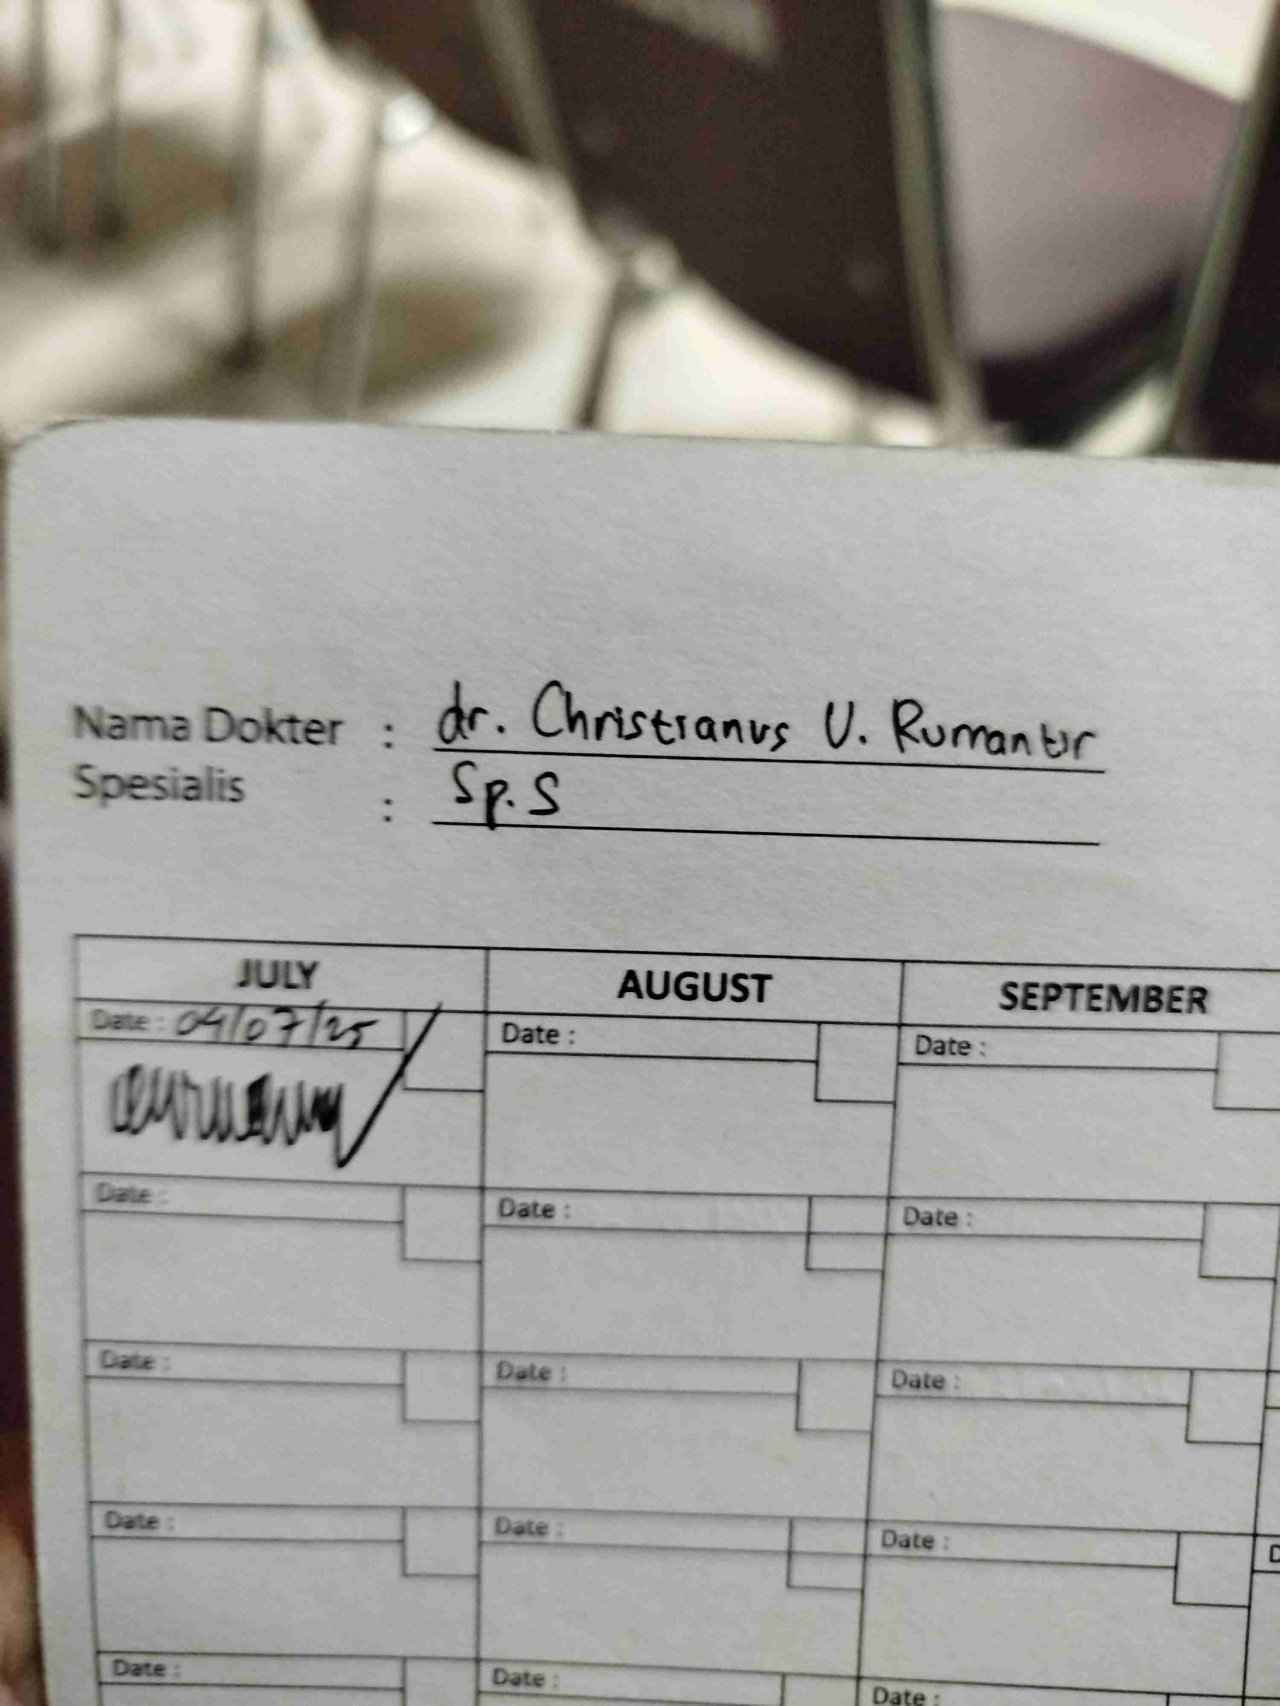 Nama Dokter : dr. Christianus U. Rumantir
Spesialis : Sp. S
JULY AUGUST SEPTEMBER
Date : 04/07/25 Date : Date :
Date : Date : Date :
Date : Date : Date :
Date : Date : Date :
Date : Date : Date :